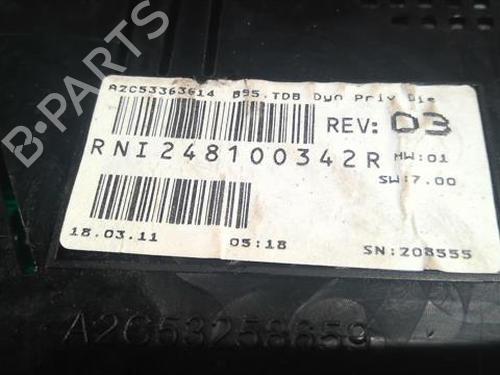 A2C53363614 B95.TDB Dyn Priv Die
REV: 03
RNI248100342R HW:01
SW:7.00
18.03.11 05:18 SN:208555
A2C53258659
B-PARTS